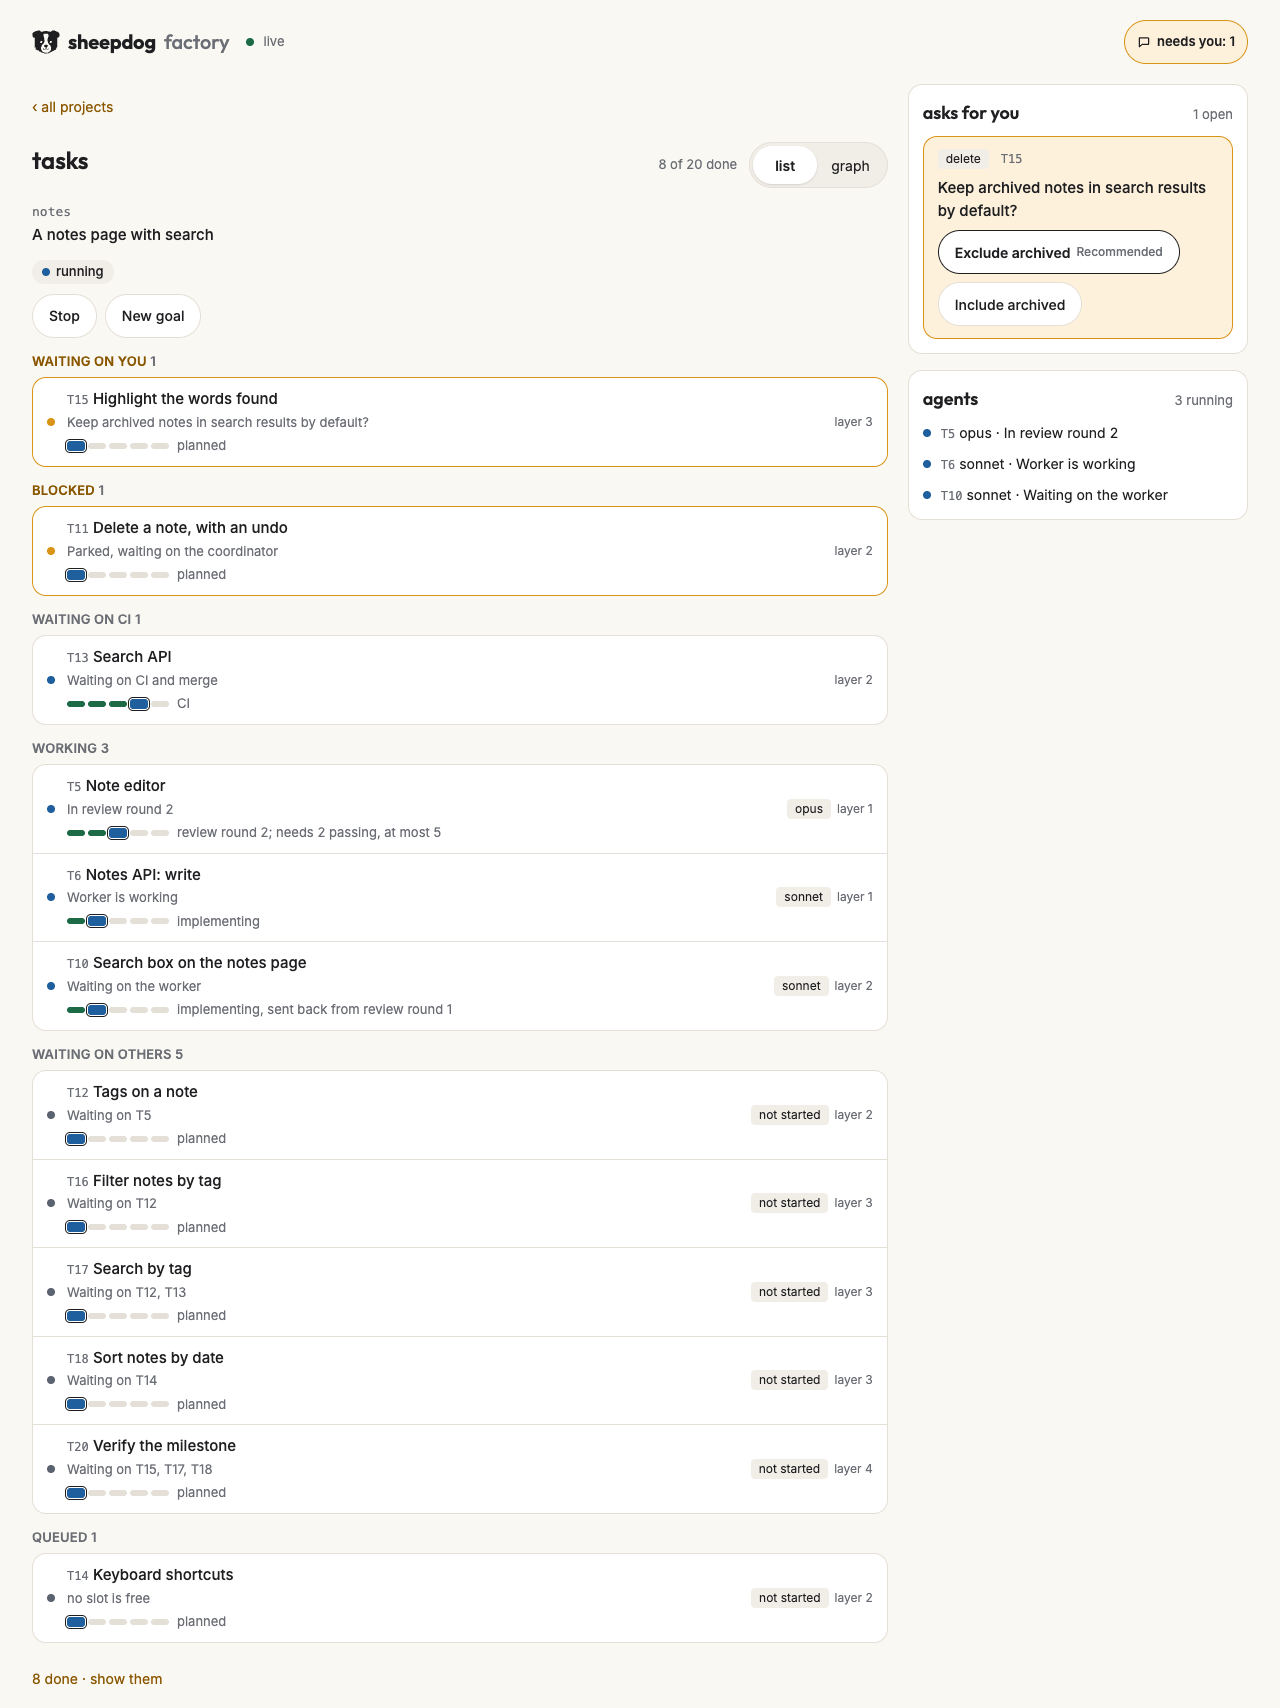 sheepdog factory live
needs you: 1
‹ all projects
tasks
8 of 20 done
list
graph
notes
A notes page with search
running
Stop
New goal
WAITING ON YOU 1
T15 Highlight the words found
Keep archived notes in search results by default?
layer 3
planned
BLOCKED 1
T11 Delete a note, with an undo
Parked, waiting on the coordinator
layer 2
planned
WAITING ON CI 1
T13 Search API
Waiting on CI and merge
layer 2
CI
WORKING 3
T5 Note editor
In review round 2
opus layer 1
review round 2; needs 2 passing, at most 5
T6 Notes API: write
Worker is working
sonnet layer 1
implementing
T10 Search box on the notes page
Waiting on the worker
sonnet layer 2
implementing, sent back from review round 1
WAITING ON OTHERS 5
T12 Tags on a note
Waiting on T5
not started layer 2
planned
T16 Filter notes by tag
Waiting on T12
not started layer 3
planned
T17 Search by tag
Waiting on T12, T13
not started layer 3
planned
T18 Sort notes by date
Waiting on T14
not started layer 3
planned
T20 Verify the milestone
Waiting on T15, T17, T18
not started layer 4
planned
QUEUED 1
T14 Keyboard shortcuts
no slot is free
not started layer 2
planned
8 done · show them
asks for you
1 open
delete T15
Keep archived notes in search results
by default?
Exclude archived Recommended
Include archived
agents
3 running
T5 opus · In review round 2
T6 sonnet · Worker is working
T10 sonnet · Waiting on the worker